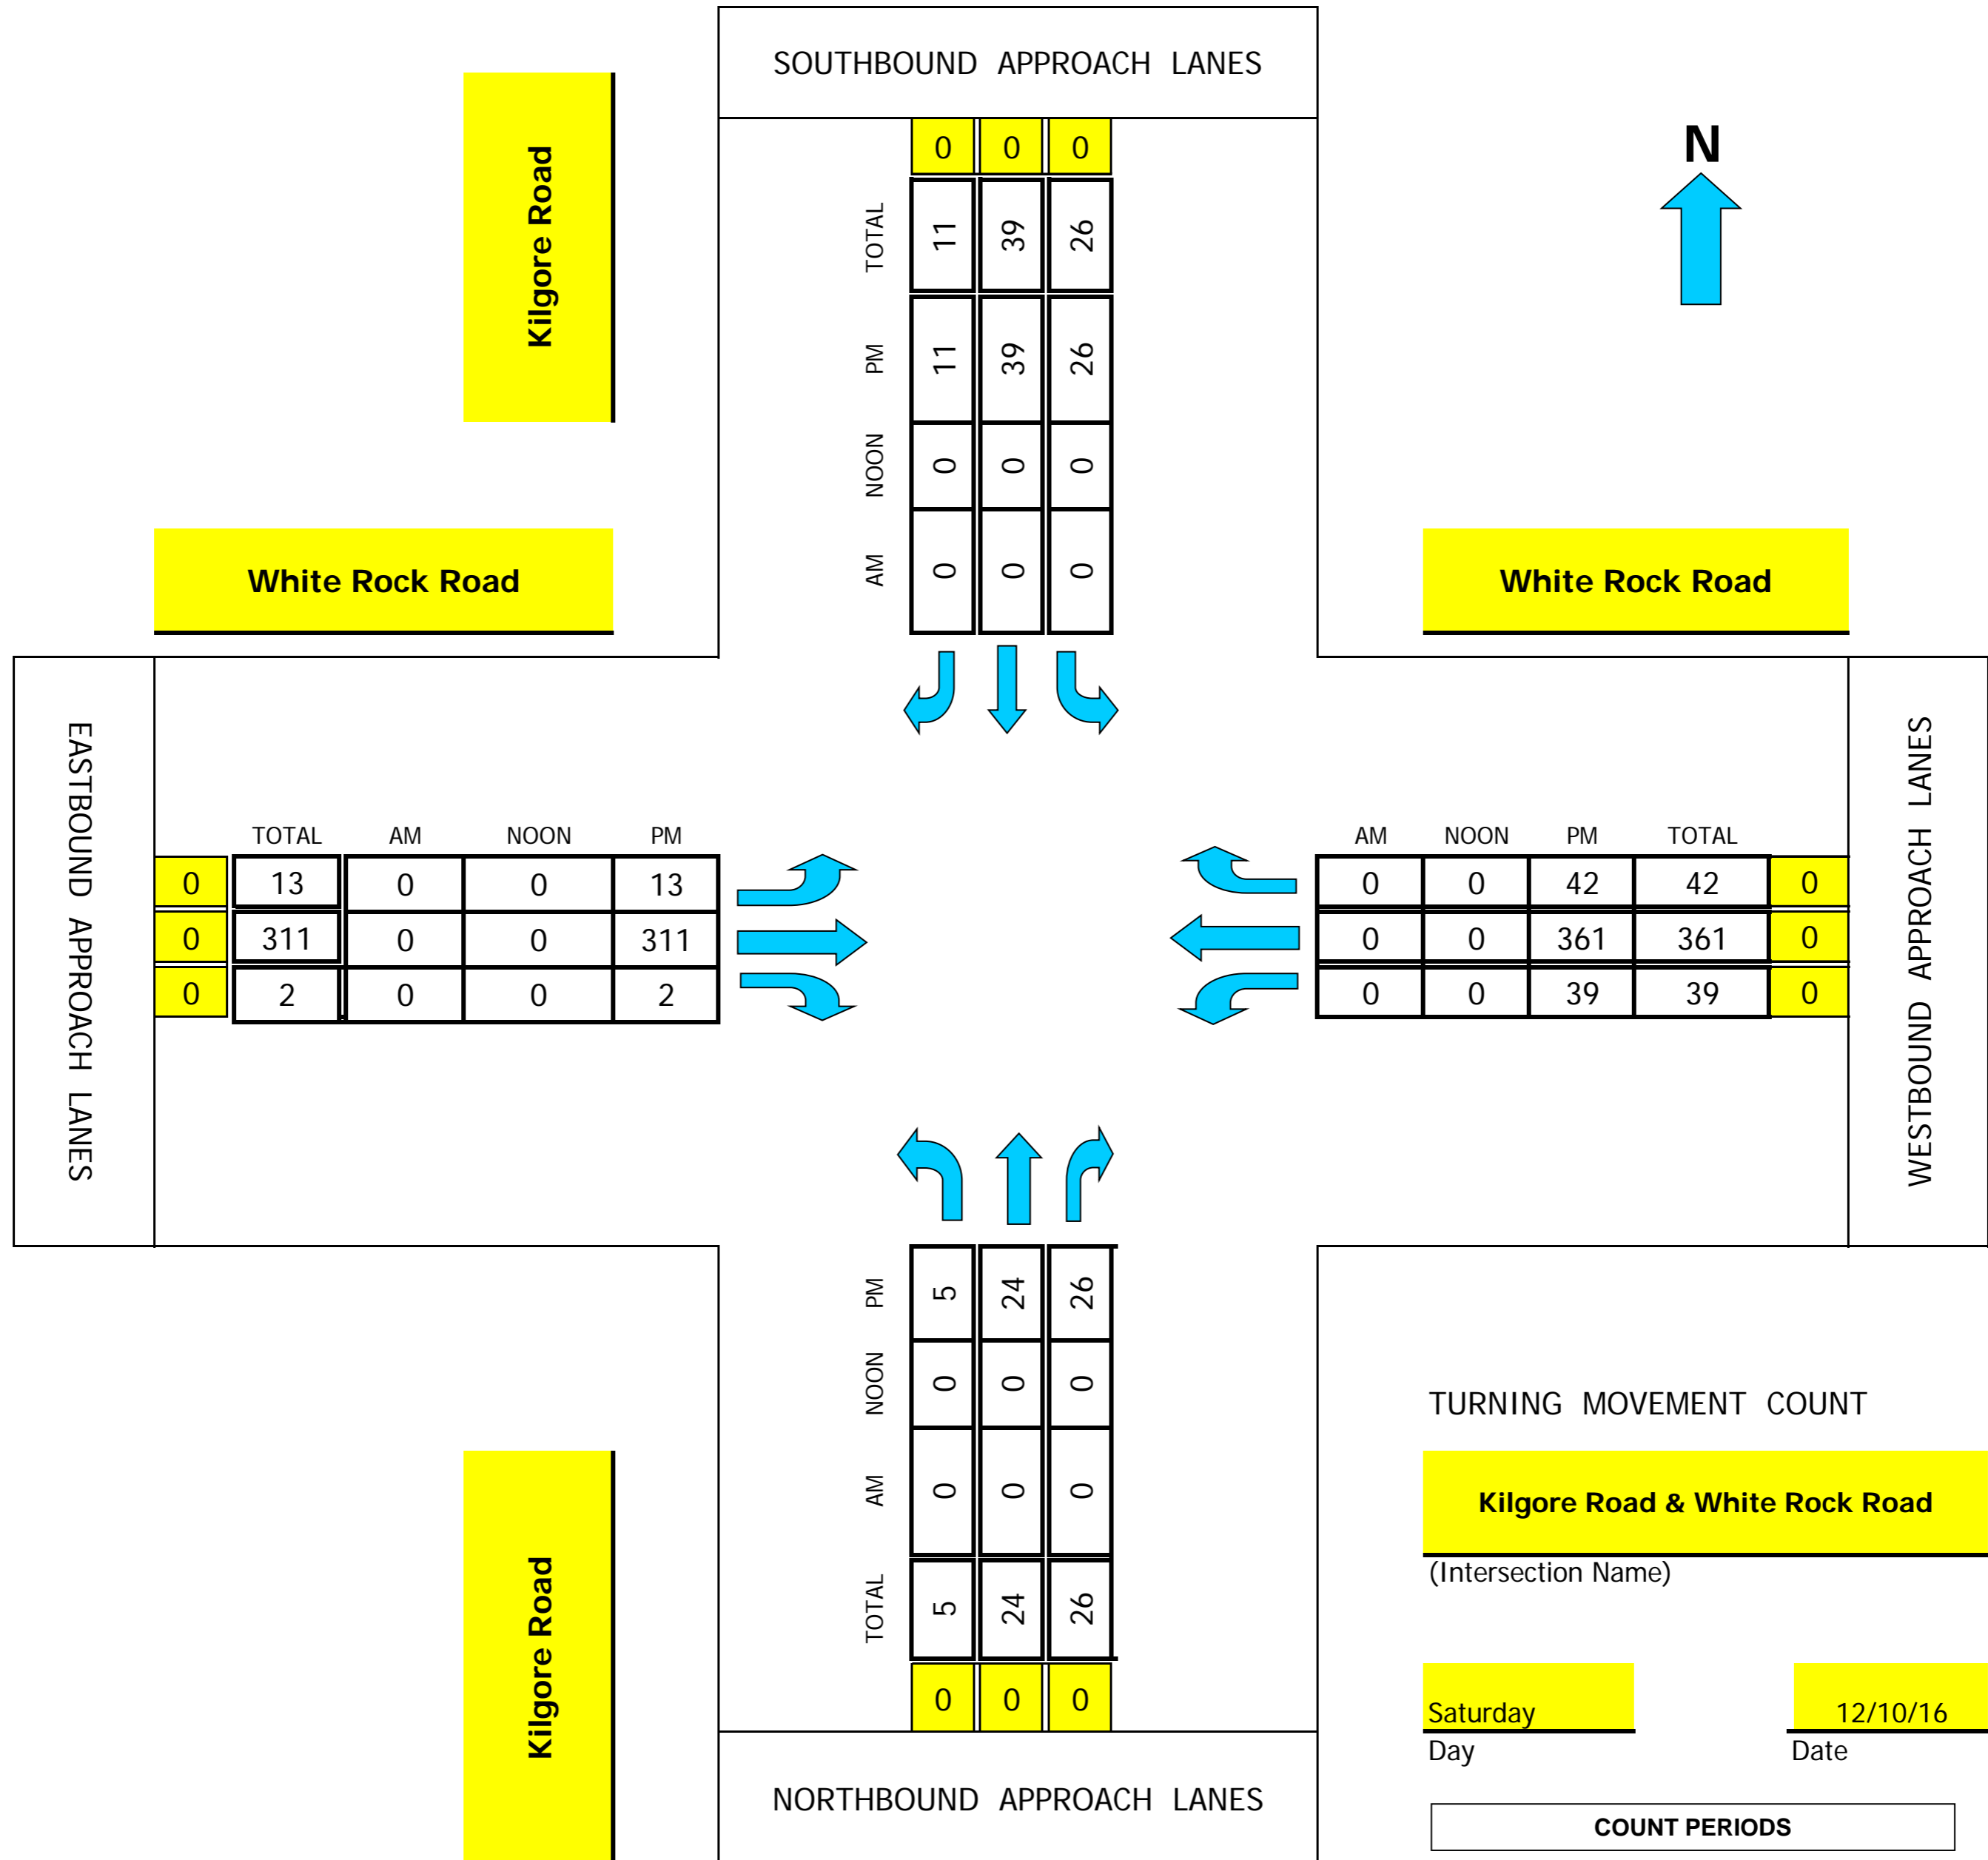 SOUTHBOUND APPROACH LANES
Kilgore Road
N
0 0 0
TOTAL 11 39 26
PM 11 39 26
NOON 0 0 0
AM 0 0 0
White Rock Road
White Rock Road
EASTBOUND APPROACH LANES
TOTAL AM NOON PM
0 13 0 0 13
0 311 0 0 311
0 2 0 0 2
AM NOON PM TOTAL
0 0 42 42 0
0 0 361 361 0
0 0 39 39 0
WESTBOUND APPROACH LANES
PM 5 24 26
NOON 0 0 0
AM 0 0 0
TOTAL 5 24 26
0 0 0
Kilgore Road
NORTHBOUND APPROACH LANES
TURNING MOVEMENT COUNT
Kilgore Road & White Rock Road
(Intersection Name)
Saturday 12/10/16
Day Date
COUNT PERIODS